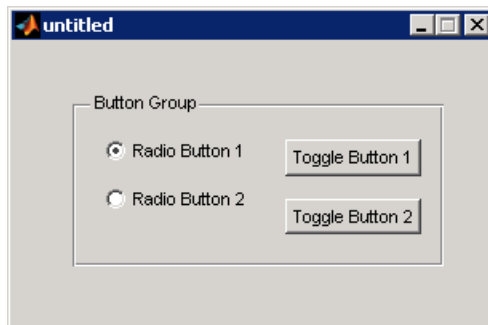 untitled
Button Group
Radio Button 1
Toggle Button 1
Radio Button 2
Toggle Button 2